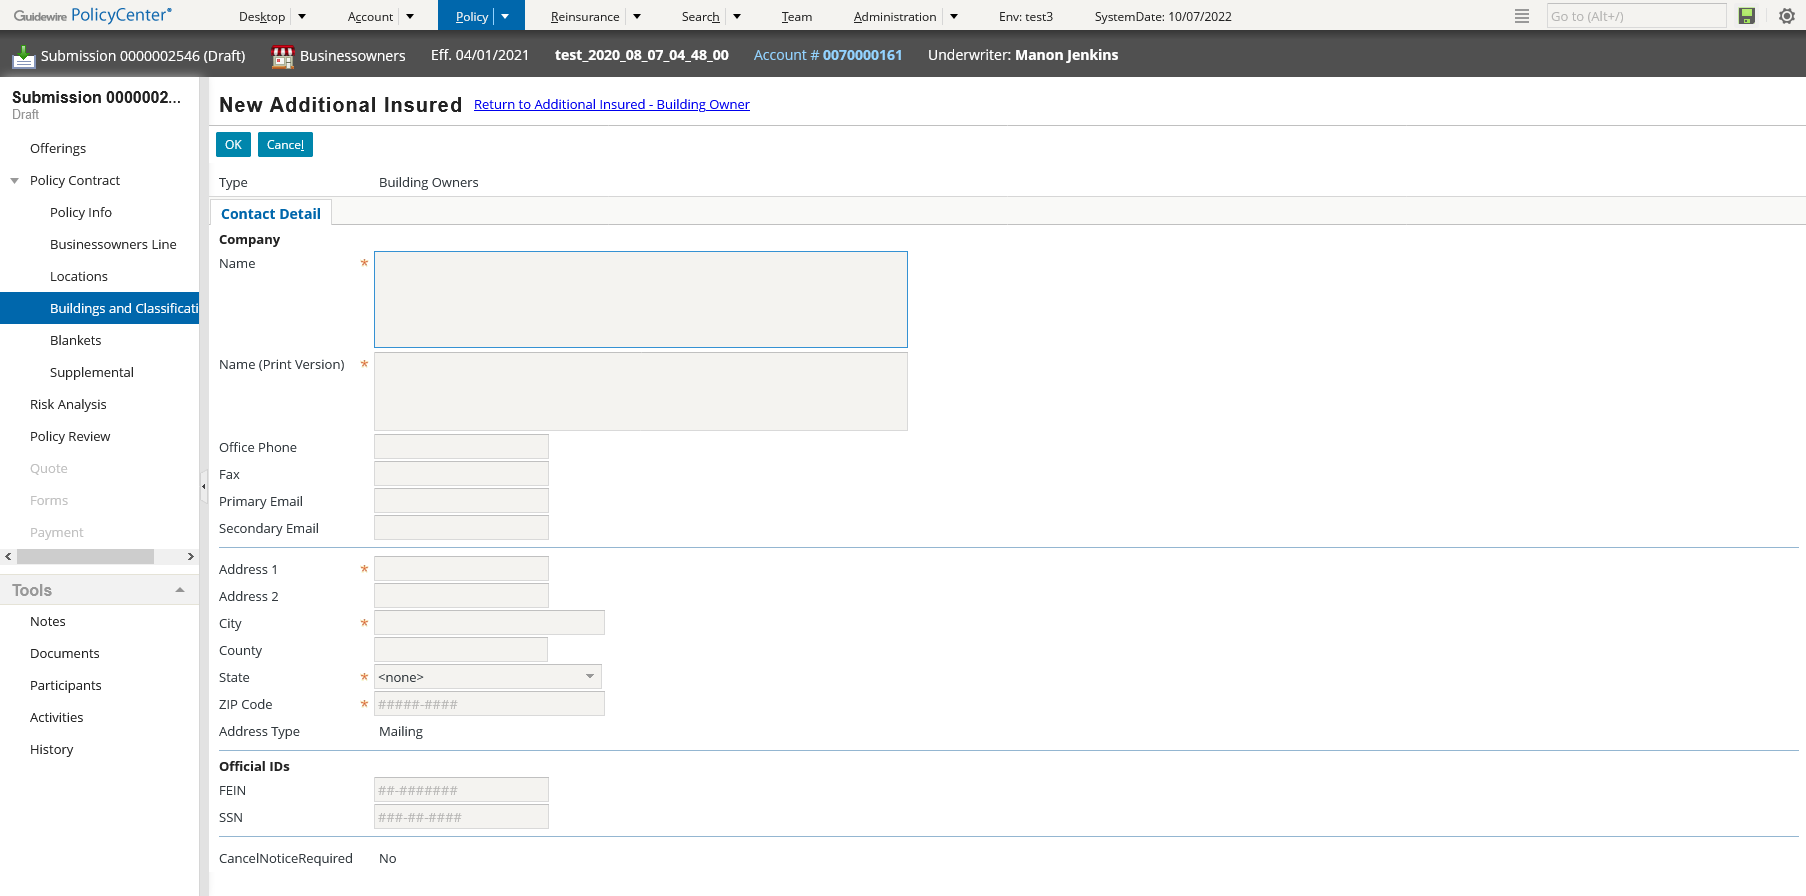 Guidewire PolicyCenter Desktop Account Policy Reinsurance Search Team Administration Env: test3 SystemDate: 10/07/2022 Go to (Alt+/)
Submission 0000002546 (Draft) Businessowners Eff. 04/01/2021 test_2020_08_07_04_48_00 Account # 0070000161 Underwriter: Manon Jenkins
Submission 0000002...
Draft
Offerings
Policy Contract
Policy Info
Businessowners Line
Locations
Buildings and Classificati
Blankets
Supplemental
Risk Analysis
Policy Review
Quote
Forms
Payment
Tools
Notes
Documents
Participants
Activities
History
New Additional Insured Return to Additional Insured - Building Owner
OK Cancel
Type Building Owners
Contact Detail
Company
Name *
Name (Print Version) *
Office Phone
Fax
Primary Email
Secondary Email
Address 1 *
Address 2
City *
County
State * <none>
ZIP Code * #####-####
Address Type Mailing
Official IDs
FEIN ##-#######
SSN ###-##-####
CancelNoticeRequired No